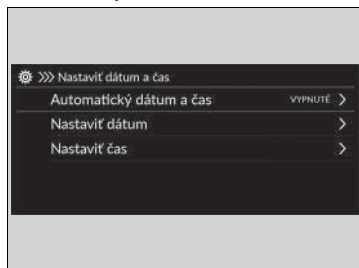 Nastaviť dátum a čas
Automatický dátum a čas VYPNUTÉ
Nastaviť dátum
Nastaviť čas